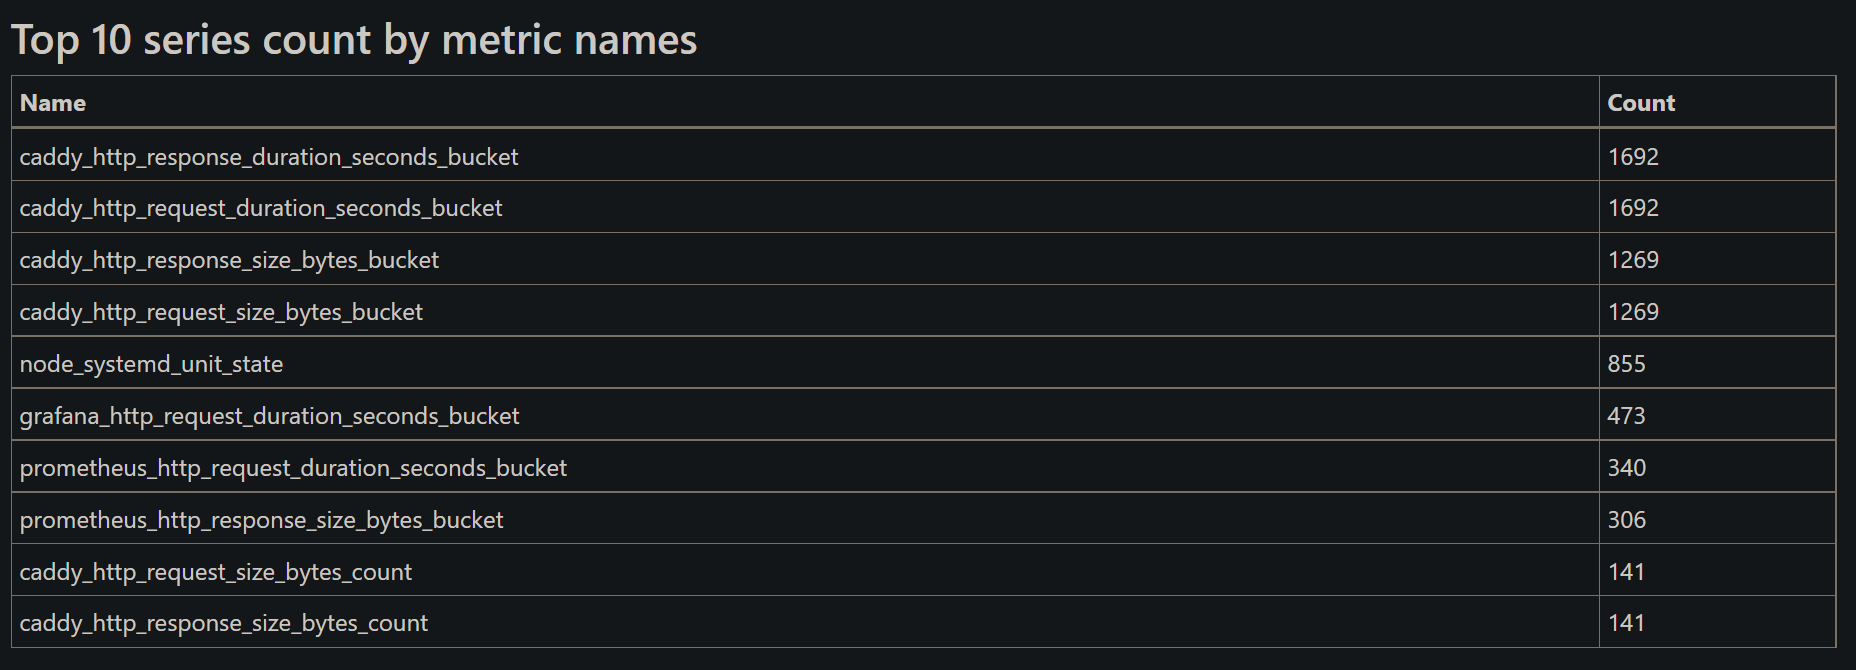 Top 10 series count by metric names
Name Count
caddy_http_response_duration_seconds_bucket 1692
caddy_http_request_duration_seconds_bucket 1692
caddy_http_response_size_bytes_bucket 1269
caddy_http_request_size_bytes_bucket 1269
node_systemd_unit_state 855
grafana_http_request_duration_seconds_bucket 473
prometheus_http_request_duration_seconds_bucket 340
prometheus_http_response_size_bytes_bucket 306
caddy_http_request_size_bytes_count 141
caddy_http_response_size_bytes_count 141